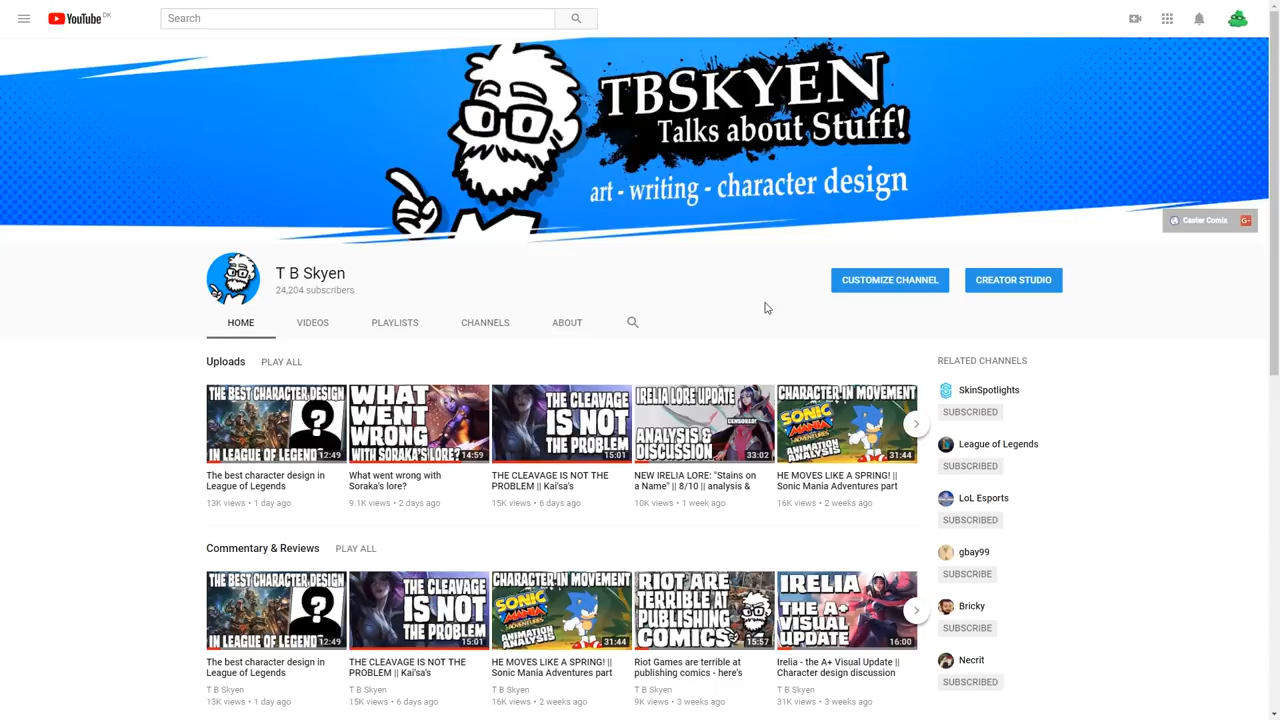 YouTube DK
Search
TBSKYEN
Talks about Stuff!
art - writing - character design
Caster Comix
G+
T B Skyen
24,204 subscribers
CUSTOMIZE CHANNEL
CREATOR STUDIO
HOME
VIDEOS
PLAYLISTS
CHANNELS
ABOUT
Uploads
PLAY ALL
THE BEST CHARACTER DESIGN
IN LEAGUE OF LEGENDS
12:49
The best character design in
League of Legends
13K views • 1 day ago
WHAT
WENT
WRONG
WITH SORAKA'S LORE?
14:59
What went wrong with
Soraka's lore?
9.1K views • 2 days ago
THE CLEAVAGE
IS NOT
THE PROBLEM
15:01
THE CLEAVAGE IS NOT THE
PROBLEM || Kai'sa's
15K views • 6 days ago
IRELIA LORE UPDATE
CENSORED!
ANALYSIS &
DISCUSSION
33:02
NEW IRELIA LORE: "Stains on
a Name" || 8/10 || analysis &
10K views • 1 week ago
CHARACTER IN MOVEMENT
SONIC
MANIA
ADVENTURES
ANIMATION
ANALYSIS
31:44
HE MOVES LIKE A SPRING! ||
Sonic Mania Adventures part
16K views • 2 weeks ago
Commentary & Reviews
PLAY ALL
THE BEST CHARACTER DESIGN
IN LEAGUE OF LEGENDS
12:49
The best character design in
League of Legends
T B Skyen
13K views • 1 day ago
THE CLEAVAGE
IS NOT
THE PROBLEM
15:01
THE CLEAVAGE IS NOT THE
PROBLEM || Kai'sa's
T B Skyen
15K views • 6 days ago
CHARACTER IN MOVEMENT
SONIC
MANIA
ADVENTURES
ANIMATION
ANALYSIS
31:44
HE MOVES LIKE A SPRING! ||
Sonic Mania Adventures part
T B Skyen
16K views • 2 weeks ago
RIOT ARE
TERRIBLE AT
PUBLISHING
COMICS
15:57
Riot Games are terrible at
publishing comics - here's
T B Skyen
9K views • 3 weeks ago
IRELIA
THE A+
VISUAL
UPDATE
16:00
Irelia - the A+ Visual Update ||
Character design discussion
T B Skyen
31K views • 3 weeks ago
RELATED CHANNELS
SkinSpotlights
SUBSCRIBED
League of Legends
SUBSCRIBED
LoL Esports
SUBSCRIBED
gbay99
SUBSCRIBE
Bricky
SUBSCRIBE
Necrit
SUBSCRIBED